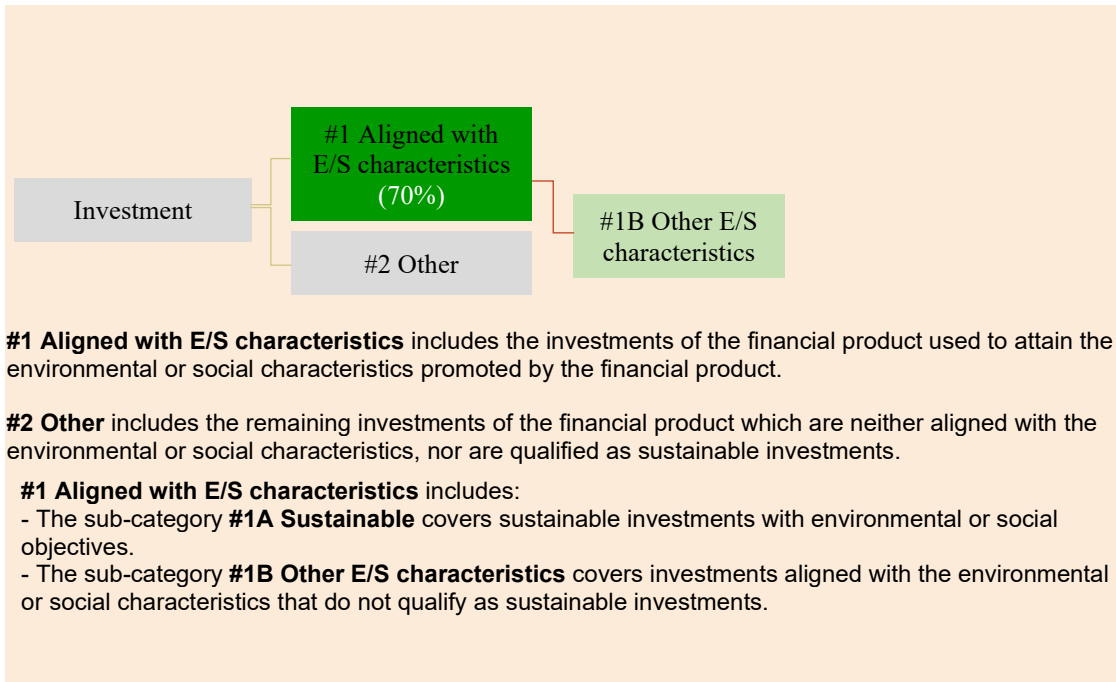 #1 Aligned with
E/S characteristics
(70%)
Investment
#1B Other E/S
characteristics
#2 Other
#1 Aligned with E/S characteristics includes the investments of the financial product used to attain the
environmental or social characteristics promoted by the financial product.
#2 Other includes the remaining investments of the financial product which are neither aligned with the
environmental or social characteristics, nor are qualified as sustainable investments.
#1 Aligned with E/S characteristics includes:
- The sub-category #1A Sustainable covers sustainable investments with environmental or social
objectives.
- The sub-category #1B Other E/S characteristics covers investments aligned with the environmental
or social characteristics that do not qualify as sustainable investments.